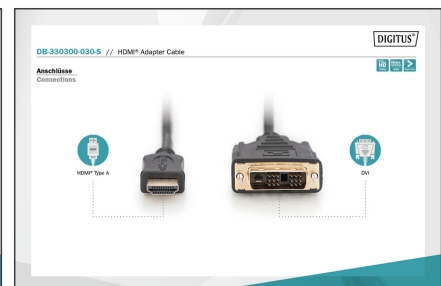 DIGITUS®
DB-330300-030-S // HDMI® Adapter Cable
Anschlüsse
Connections
HDMI® Type A
DVI